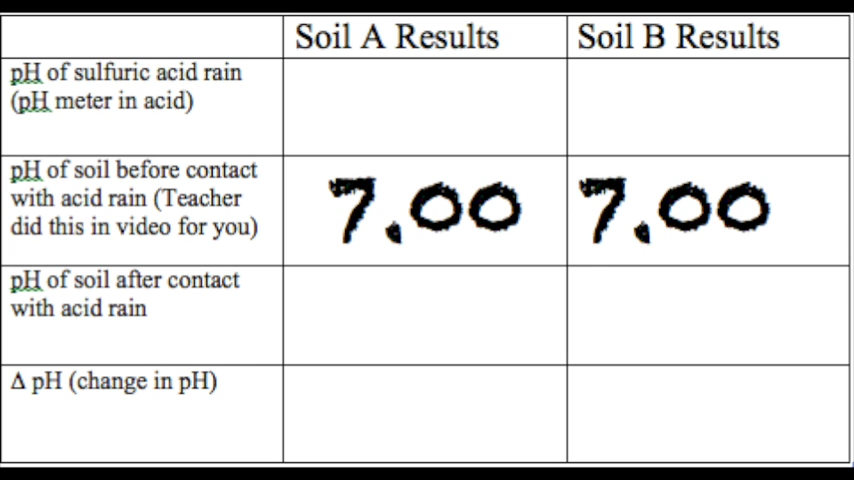 Soil A Results
Soil B Results
pH of sulfuric acid rain
(pH meter in acid)
pH of soil before contact
with acid rain (Teacher
did this in video for you)
7.00
7.00
pH of soil after contact
with acid rain
Δ pH (change in pH)